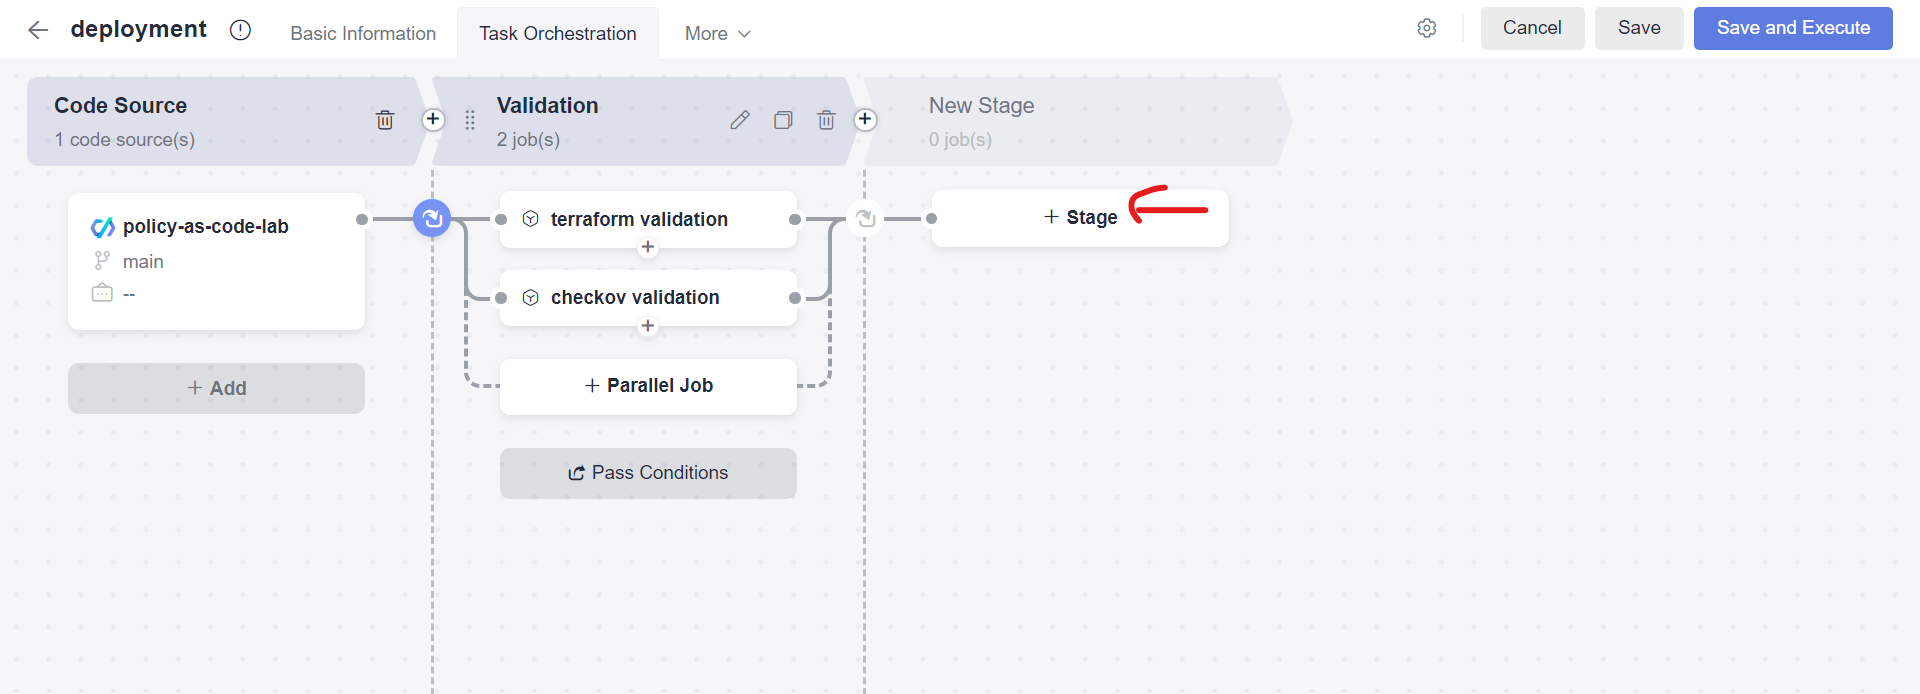 deployment
Basic Information
Task Orchestration
More
Cancel
Save
Save and Execute
Code Source
1 code source(s)
Validation
2 job(s)
New Stage
0 job(s)
policy-as-code-lab
main
--
+ Add
terraform validation
+
checkov validation
+
+ Parallel Job
Pass Conditions
+ Stage